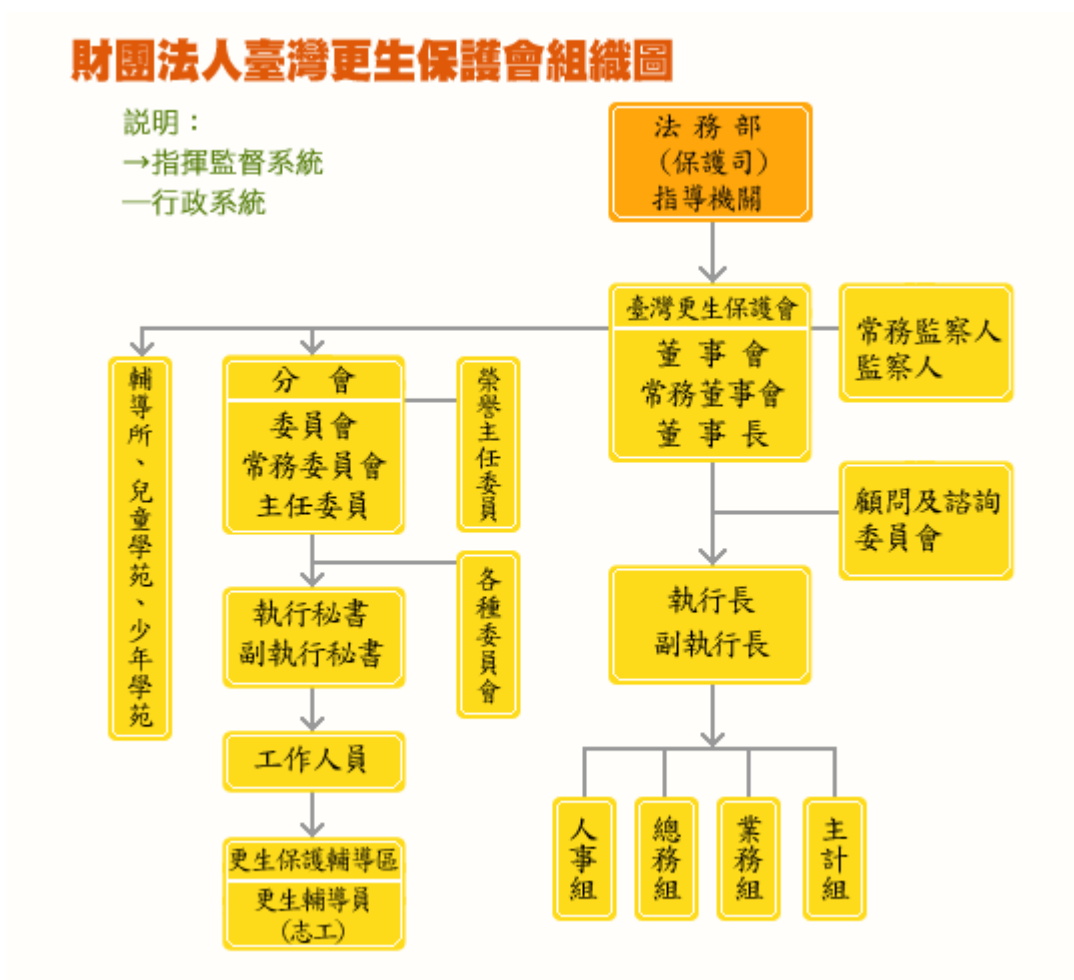 財團法人臺灣更生保護會組織圖
説明：
→指揮監督系統
—行政系統
法務部
（保護司）
指導機關
臺灣更生保護會
董事會
常務董事會
董事長
常務監察人
監察人
輔導所、兒童學苑、少年學苑
分會
委員會
常務委員會
主任委員
榮譽主任委員
顧問及諮詢
委員會
各種委員會
執行秘書
副執行秘書
執行長
副執行長
工作人員
人事組
總務組
業務組
主計組
更生保護輔導區
更生輔導員
(志工)